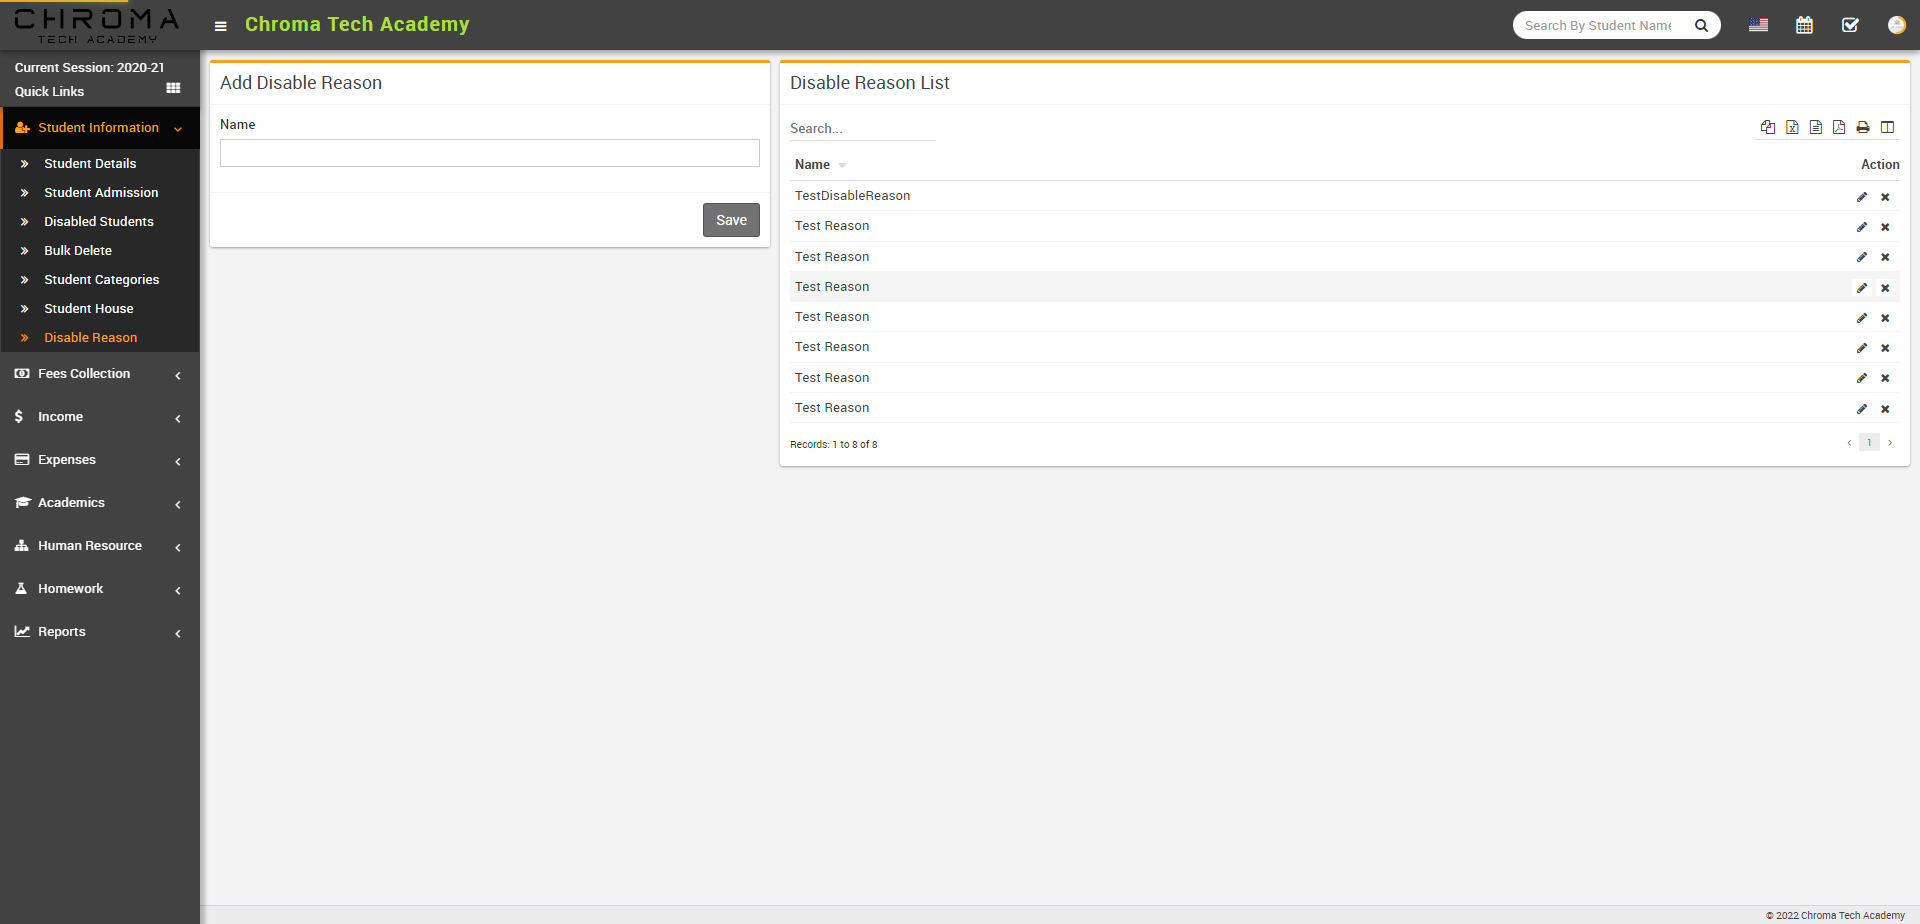 CHROMA
TECH ACADEMY
Chroma Tech Academy
Search By Student Name
Current Session: 2020-21
Quick Links
Student Information
Student Details
Student Admission
Disabled Students
Bulk Delete
Student Categories
Student House
Disable Reason
Fees Collection
Income
Expenses
Academics
Human Resource
Homework
Reports
Add Disable Reason
Name
Save
Disable Reason List
Search...
Name Action
TestDisableReason
Test Reason
Test Reason
Test Reason
Test Reason
Test Reason
Test Reason
Test Reason
Records: 1 to 8 of 8
1
© 2022 Chroma Tech Academy